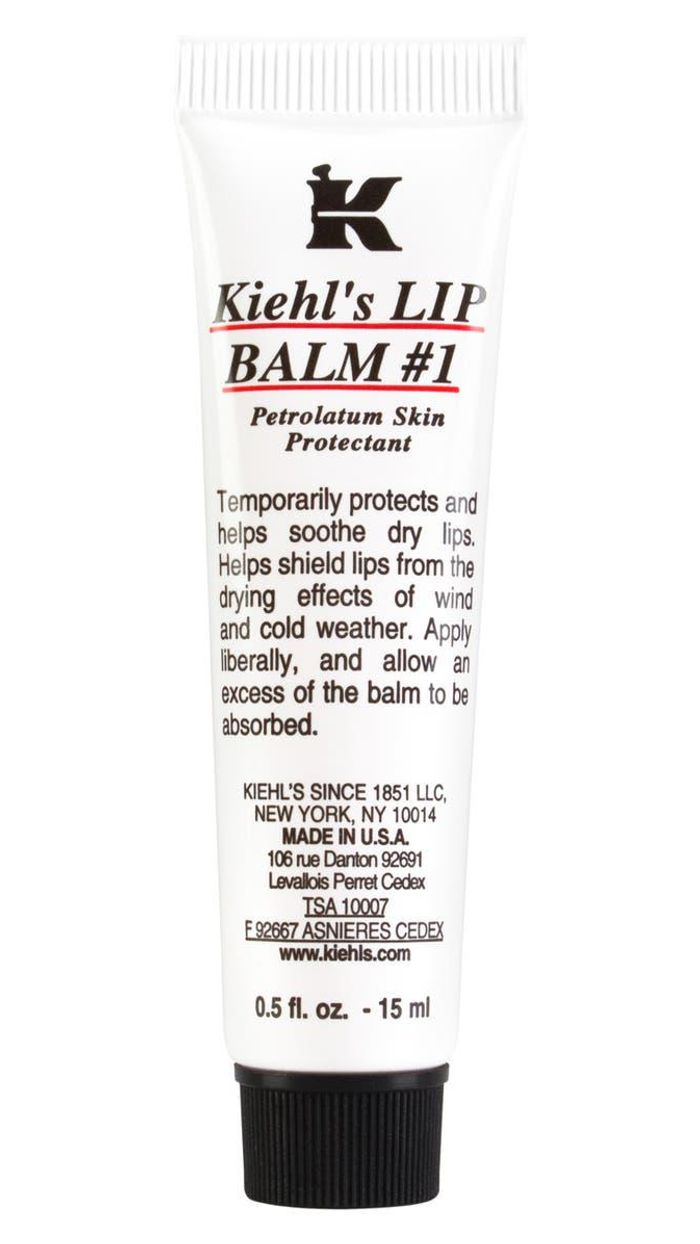 K
Kiehl's LIP
BALM #1
Petrolatum Skin
Protectant
Temporarily protects and
helps soothe dry lips.
Helps shield lips from the
drying effects of wind
and cold weather. Apply
liberally, and allow an
excess of the balm to be
absorbed.
KIEHL'S SINCE 1851 LLC,
NEW YORK, NY 10014
MADE IN U.S.A.
106 rue Danton 92691
Levallois Perret Cedex
TSA 10007
F 92667 ASNIERES CEDEX
www.kiehls.com
0.5 fl. oz. - 15 ml